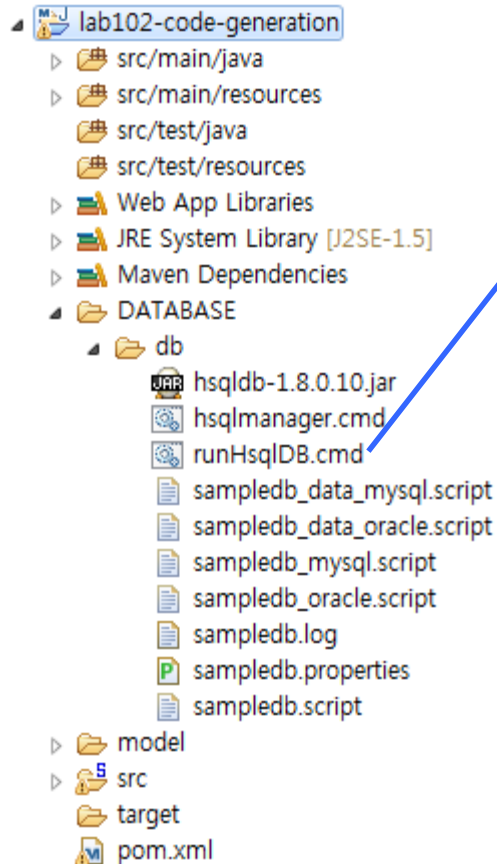 lab102-code-generation
src/main/java
src/main/resources
src/test/java
src/test/resources
Web App Libraries
JRE System Library [J2SE-1.5]
Maven Dependencies
DATABASE
db
hsqldb-1.8.0.10.jar
hsqlmanager.cmd
runHsqlDB.cmd
sampledb_data_mysql.script
sampledb_data_oracle.script
sampledb_mysql.script
sampledb_oracle.script
sampledb.log
sampledb.properties
sampledb.script
model
src
target
pom.xml